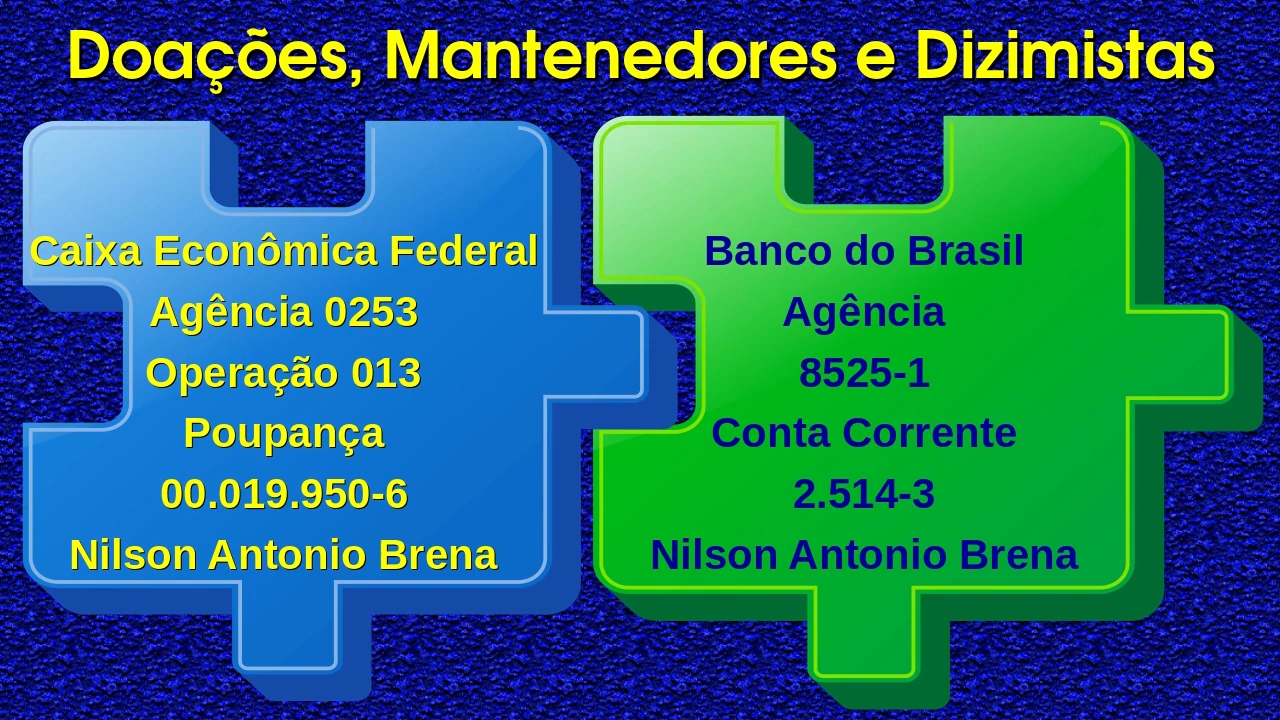 Doações, Mantenedores e Dizimistas
Caixa Econômica Federal
Agência 0253
Operação 013
Poupança
00.019.950-6
Nilson Antonio Brena
Banco do Brasil
Agência
8525-1
Conta Corrente
2.514-3
Nilson Antonio Brena